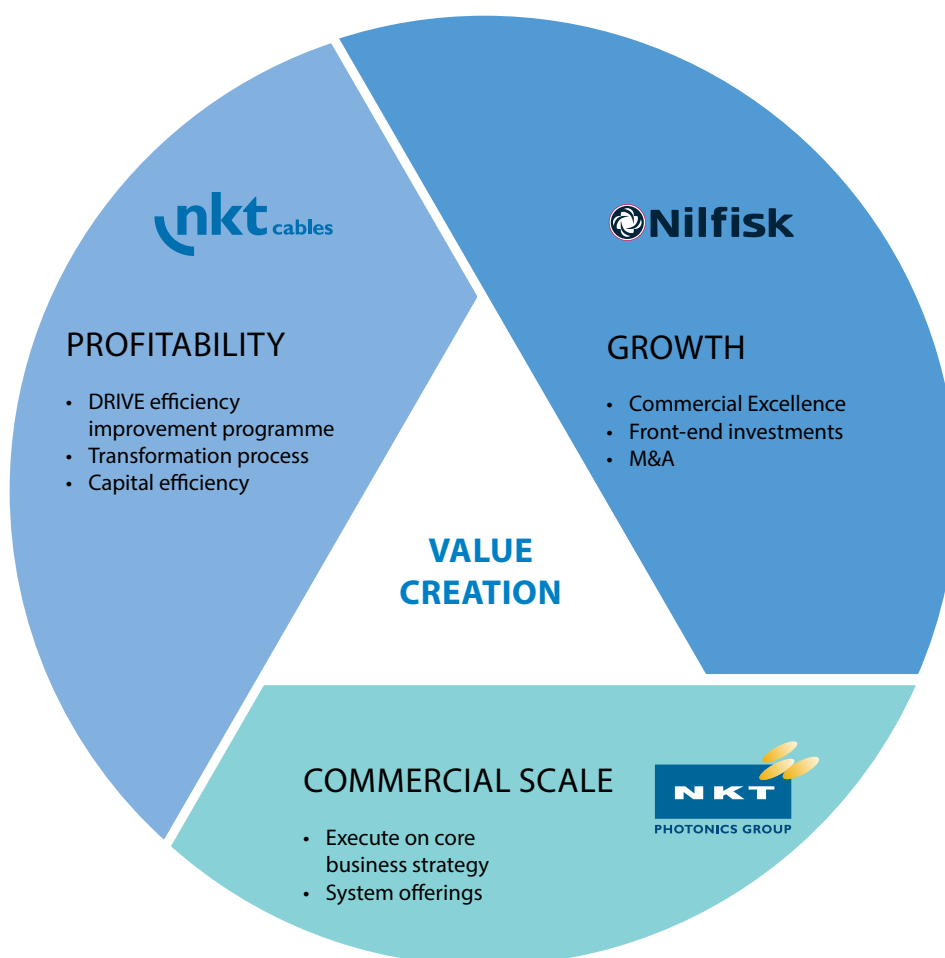 nkt cables
PROFITABILITY
• DRIVE efficiency
improvement programme
• Transformation process
• Capital efficiency
Nilfisk
GROWTH
• Commercial Excellence
• Front-end investments
• M&A
VALUE
CREATION
COMMERCIAL SCALE
• Execute on core
business strategy
• System offerings
NKT
PHOTONICS GROUP